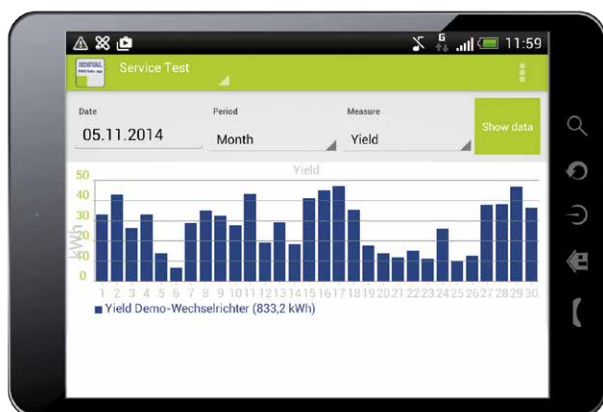 11:59
KOSTAL
Service Test
Date
Period
Measure
05.11.2014
Month
Yield
Show data
Yield
50
40
30
20
10
0
kWh
1 2 3 4 5 6 7 8 9 10 11 12 13 14 15 16 17 18 19 20 21 22 23 24 25 26 27 28 29 30
Yield Demo-Wechselrichter (833,2 kWh)